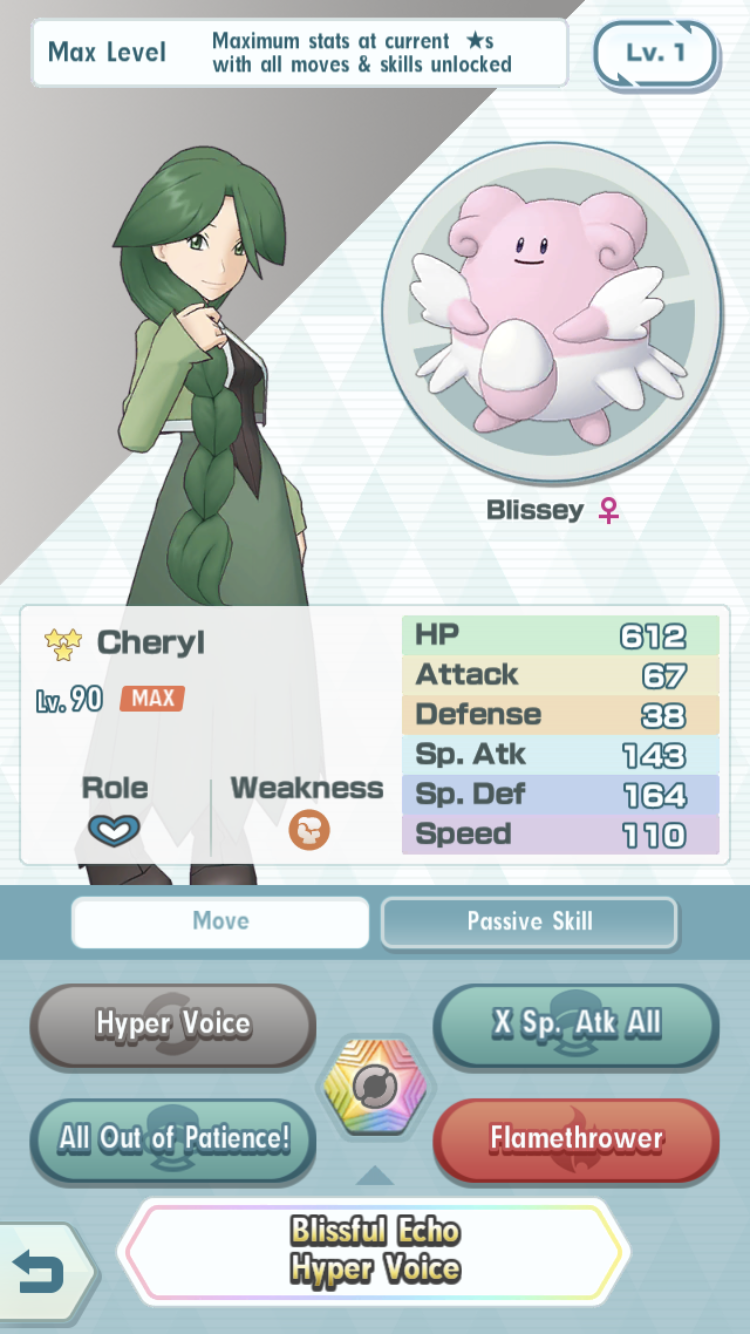 Max Level
Maximum stats at current ★s
with all moves & skills unlocked
Lv. 1
Blissey ♀
Cheryl
Lv. 90 MAX
Role
Weakness
HP 612
Attack 67
Defense 38
Sp. Atk 143
Sp. Def 164
Speed 110
Move
Passive Skill
Hyper Voice
X Sp. Atk All
All Out of Patience!
Flamethrower
Blissful Echo
Hyper Voice